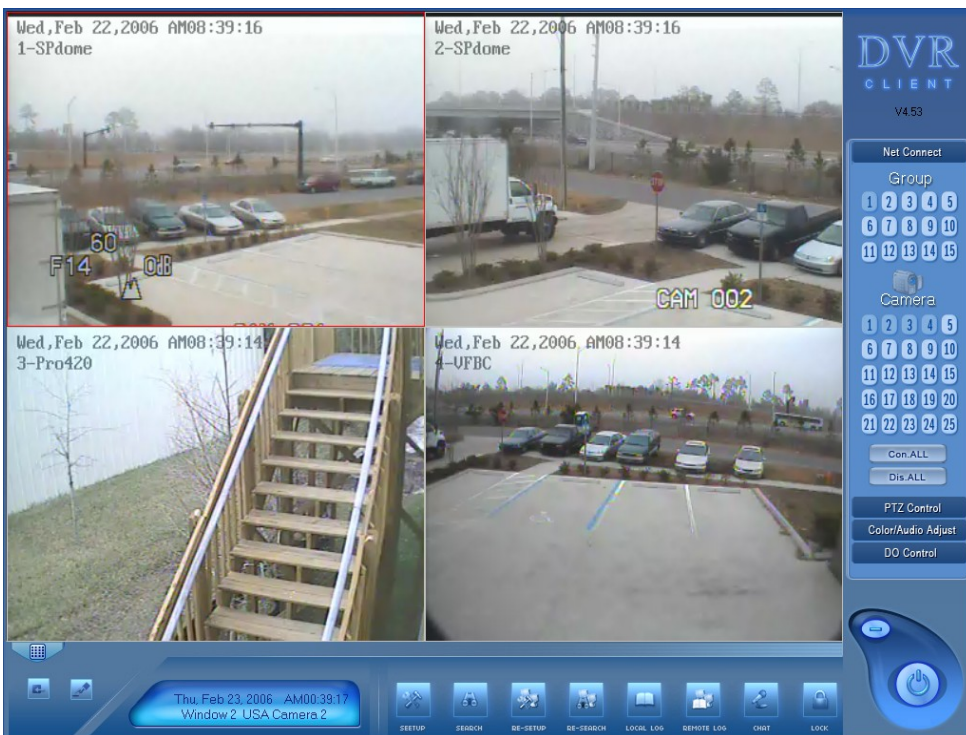 Wed,Feb 22,2006 AM08:39:16
1-SPdome
60
F14 0dB
Wed,Feb 22,2006 AM08:39:16
2-SPdome
CAM 002
Wed,Feb 22,2006 AM08:39:14
3-Pro420
Wed,Feb 22,2006 AM08:39:14
4-VFBC
DVR
CLIENT
V4.53
Net Connect
Group
1 2 3 4 5
6 7 8 9 10
11 12 13 14 15
Camera
1 2 3 4 5
6 7 8 9 10
11 12 13 14 15
16 17 18 19 20
21 22 23 24 25
Con.ALL
Dis.ALL
PTZ Control
Color/Audio Adjust
DO Control
Thu, Feb 23, 2006 AM00:39:17
Window 2 USA Camera 2
SEETUP SEARCH RE-SETUP RE-SEARCH LOCAL LOG REMOTE LOG CHAT LOCK